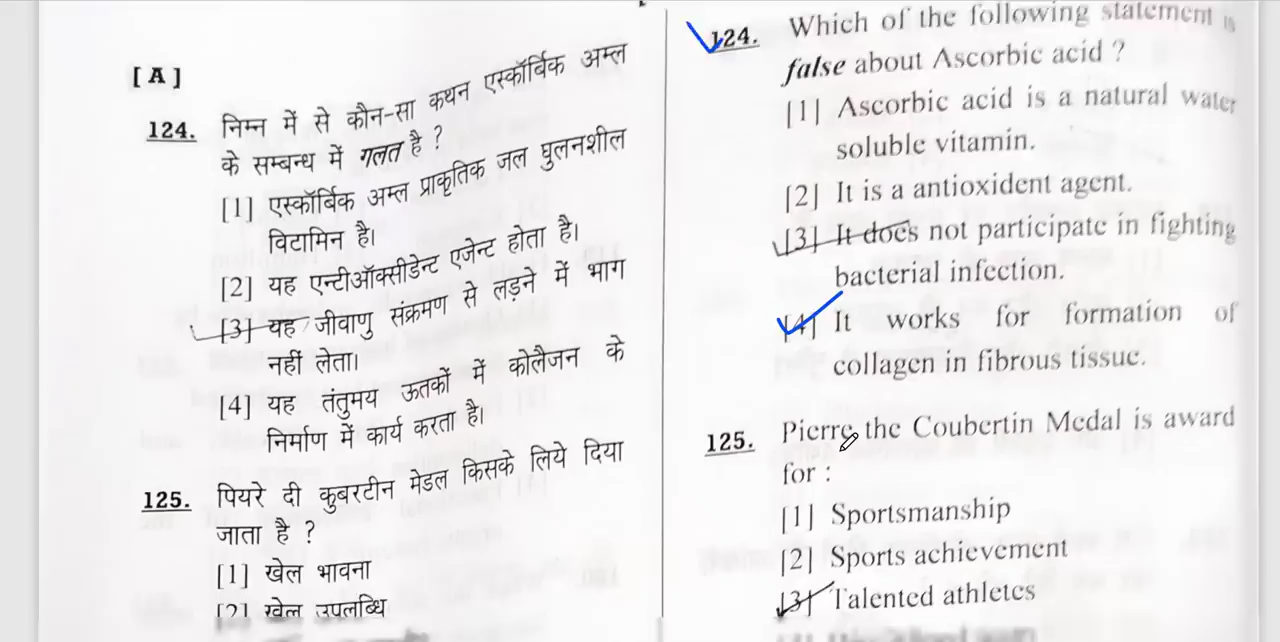 [ A ]
124. निम्न में से कौन-सा कथन एस्कॉर्बिक अम्ल
के सम्बन्ध में गलत है ?
[1] एस्कॉर्बिक अम्ल प्राकृतिक जल घुलनशील
विटामिन है।
[2] यह एन्टीऑक्सीडेन्ट एजेन्ट होता है।
[3] यह जीवाणु संक्रमण से लड़ने में भाग
नहीं लेता।
[4] यह तंतुमय ऊतकों में कोलैजन के
निर्माण में कार्य करता है।
125. पियरे दी कुबरटीन मेडल किसके लिये दिया
जाता है ?
[1] खेल भावना
[2] खेल उपलब्धि
124. Which of the following statement is
false about Ascorbic acid ?
[1] Ascorbic acid is a natural water
soluble vitamin.
[2] It is a antioxident agent.
[3] It does not participate in fighting
bacterial infection.
[4] It works for formation of
collagen in fibrous tissue.
125. Pierre the Coubertin Medal is award
for :
[1] Sportsmanship
[2] Sports achievement
[3] Talented athletes